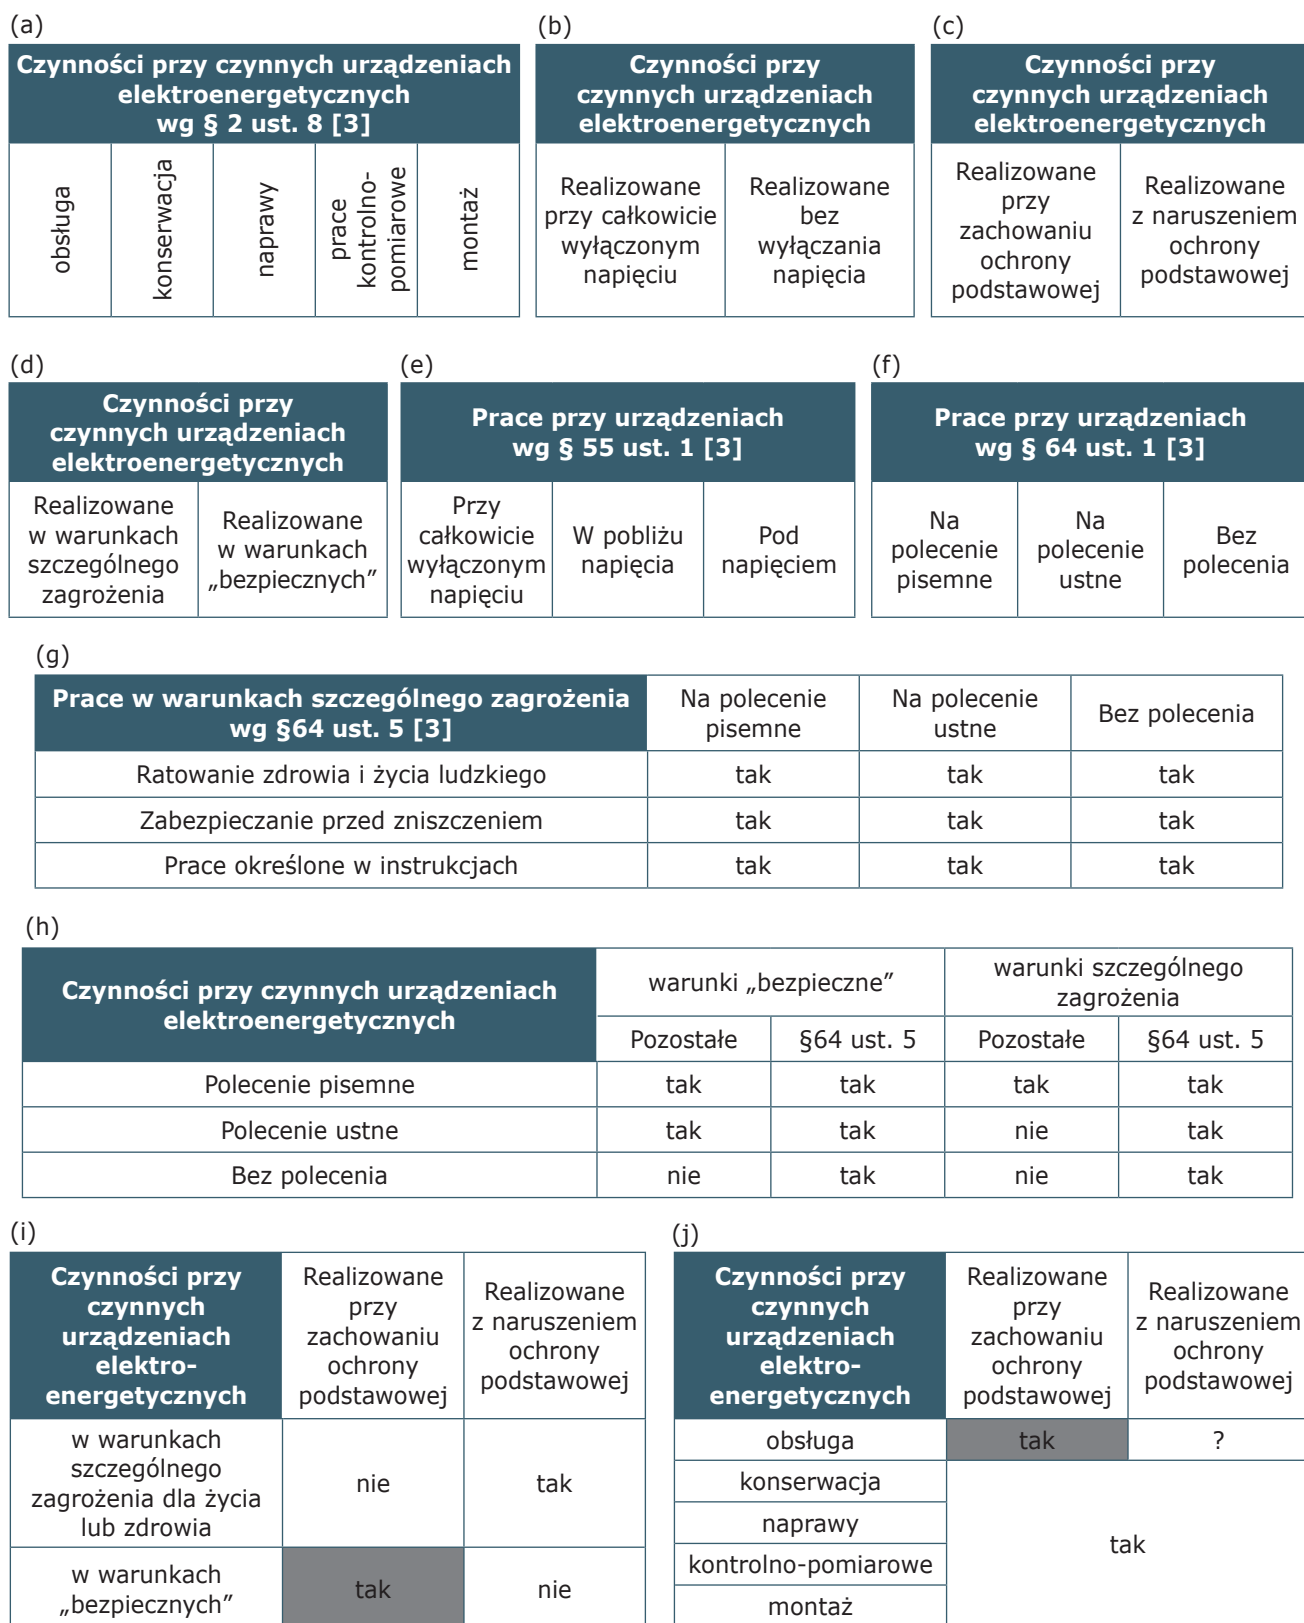 (a)
Czynności przy czynnych urządzeniach
elektroenergetycznych
wg § 2 ust. 8 [3]
obsługa
konserwacja
naprawy
prace
kontrolno-
pomiarowe
montaż
(b)
Czynności przy
czynnych urządzeniach
elektroenergetycznych
Realizowane
przy całkowicie
wyłączonym
napięciu
Realizowane
bez
wyłączania
napięcia
(c)
Czynności przy
czynnych urządzeniach
elektroenergetycznych
Realizowane
przy
zachowaniu
ochrony
podstawowej
Realizowane
z naruszeniem
ochrony
podstawowej
(d)
Czynności przy
czynnych urządzeniach
elektroenergetycznych
Realizowane
w warunkach
szczególnego
zagrożenia
Realizowane
w warunkach
„bezpiecznych”
(e)
Prace przy urządzeniach
wg § 55 ust. 1 [3]
Przy
całkowicie
wyłączonym
napięciu
W pobliżu
napięcia
Pod
napięciem
(f)
Prace przy urządzeniach
wg § 64 ust. 1 [3]
Na
polecenie
pisemne
Na
polecenie
ustne
Bez
polecenia
(g)
Prace w warunkach szczególnego zagrożenia
wg §64 ust. 5 [3]
Na polecenie
pisemne
Na polecenie
ustne
Bez polecenia
Ratowanie zdrowia i życia ludzkiego tak tak tak
Zabezpieczanie przed zniszczeniem tak tak tak
Prace określone w instrukcjach tak tak tak
(h)
Czynności przy czynnych urządzeniach
elektroenergetycznych
warunki „bezpieczne”
warunki szczególnego
zagrożenia
Pozostałe §64 ust. 5 Pozostałe §64 ust. 5
Polecenie pisemne tak tak tak tak
Polecenie ustne tak tak nie tak
Bez polecenia nie tak nie tak
(i)
Czynności przy
czynnych
urządzeniach
elektro-
energetycznych
Realizowane
przy
zachowaniu
ochrony
podstawowej
Realizowane
z naruszeniem
ochrony
podstawowej
w warunkach
szczególnego
zagrożenia dla życia
lub zdrowia
nie tak
w warunkach
„bezpiecznych”
tak nie
(j)
Czynności przy
czynnych
urządzeniach
elektro-
energetycznych
Realizowane
przy
zachowaniu
ochrony
podstawowej
Realizowane
z naruszeniem
ochrony
podstawowej
obsługa tak ?
konserwacja
naprawy
kontrolno-pomiarowe
montaż
tak